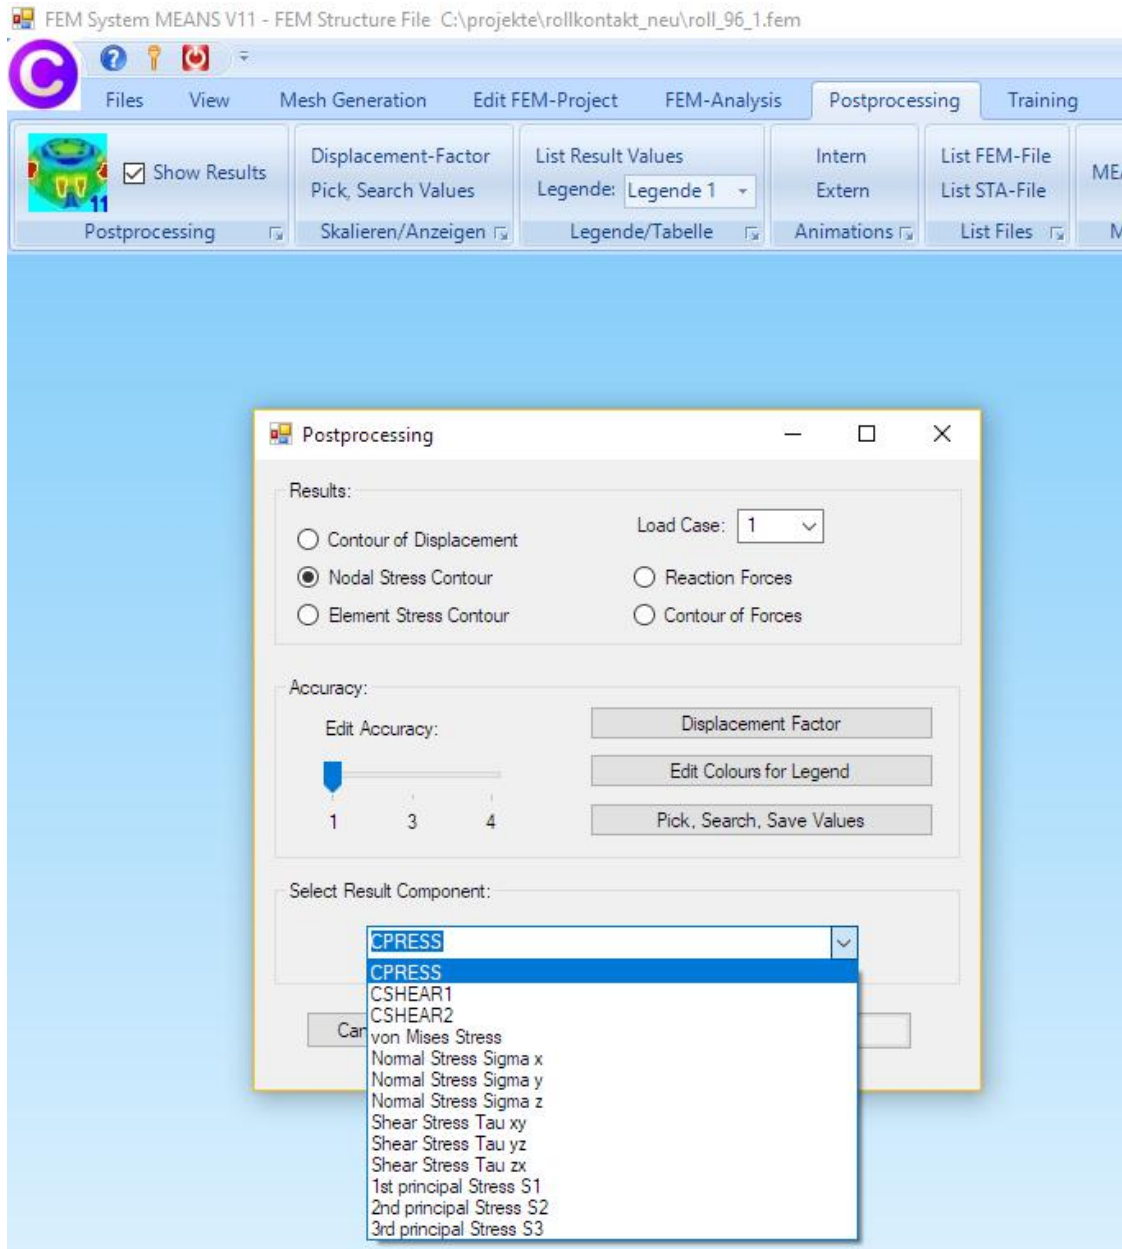 FEM System MEANS V11 - FEM Structure File C:\projekte\rollkontakt_neu\roll_96_1.fem
Files View Mesh Generation Edit FEM-Project FEM-Analysis Postprocessing Training
Show Results
11
Postprocessing
Displacement-Factor
Pick, Search Values
Skalieren/Anzeigen
List Result Values
Legende: Legende 1
Legende/Tabelle
Intern
Extern
Animations
List FEM-File
List STA-File
List Files
Postprocessing
Results:
Contour of Displacement
Load Case: 1
Nodal Stress Contour
Reaction Forces
Element Stress Contour
Contour of Forces
Accuracy:
Edit Accuracy:
1 3 4
Displacement Factor
Edit Colours for Legend
Pick, Search, Save Values
Select Result Component:
CPRESS
CPRESS
CSHEAR1
CSHEAR2
von Mises Stress
Normal Stress Sigma x
Normal Stress Sigma y
Normal Stress Sigma z
Shear Stress Tau xy
Shear Stress Tau yz
Shear Stress Tau zx
1st principal Stress S1
2nd principal Stress S2
3rd principal Stress S3